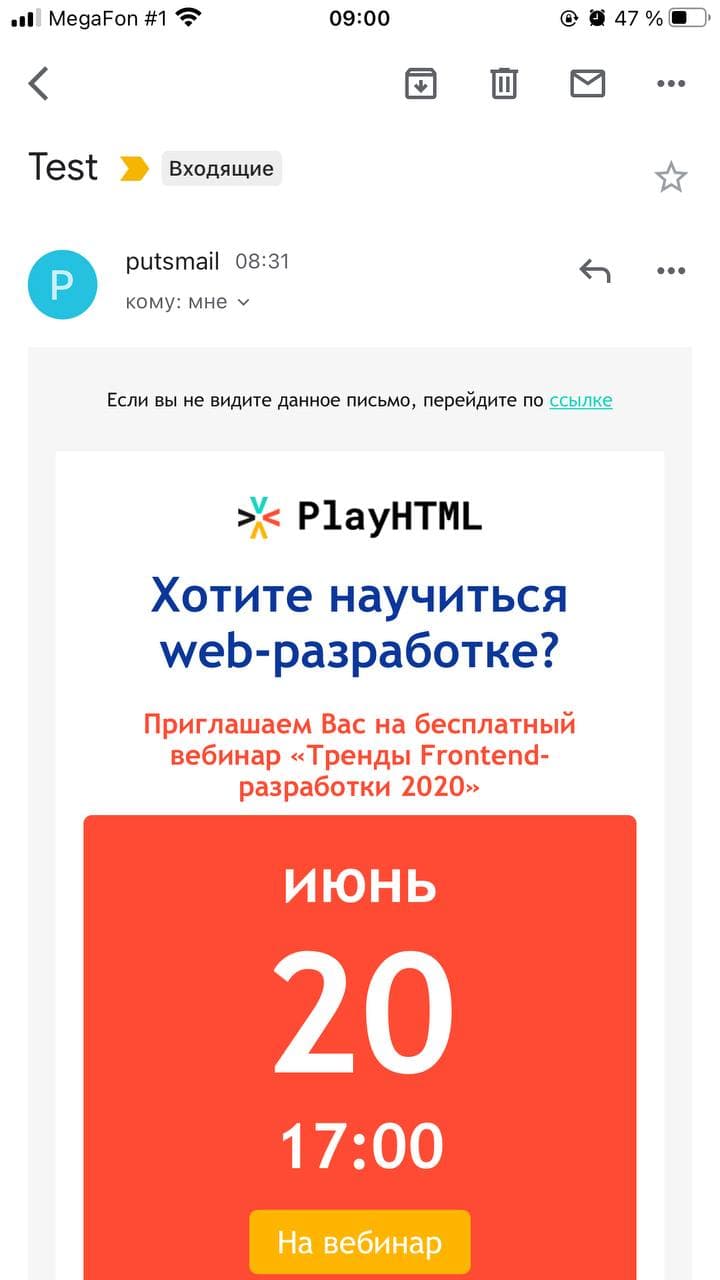 MegaFon #1 09:00 47 %
Test Входящие
putsmail 08:31
P
кому: мне
Если вы не видите данное письмо, перейдите по ссылке
PlayHTML
Хотите научиться
web-разработке?
Приглашаем Вас на бесплатный
вебинар «Тренды Frontend-
разработки 2020»
ИЮНЬ
20
17:00
На вебинар